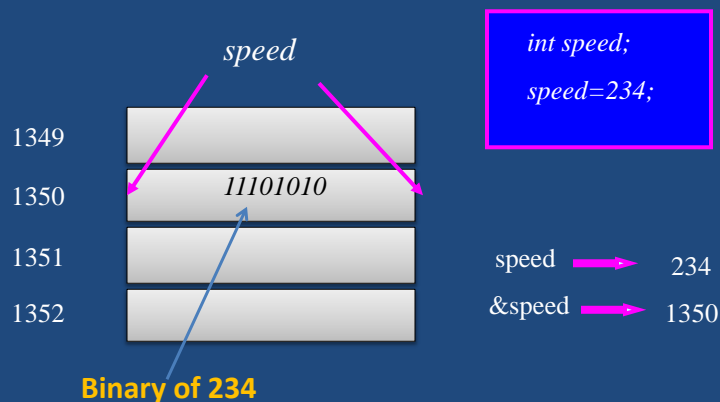 speed
int speed;
speed=234;
1349
1350
11101010
1351
1352
speed 234
&speed 1350
Binary of 234